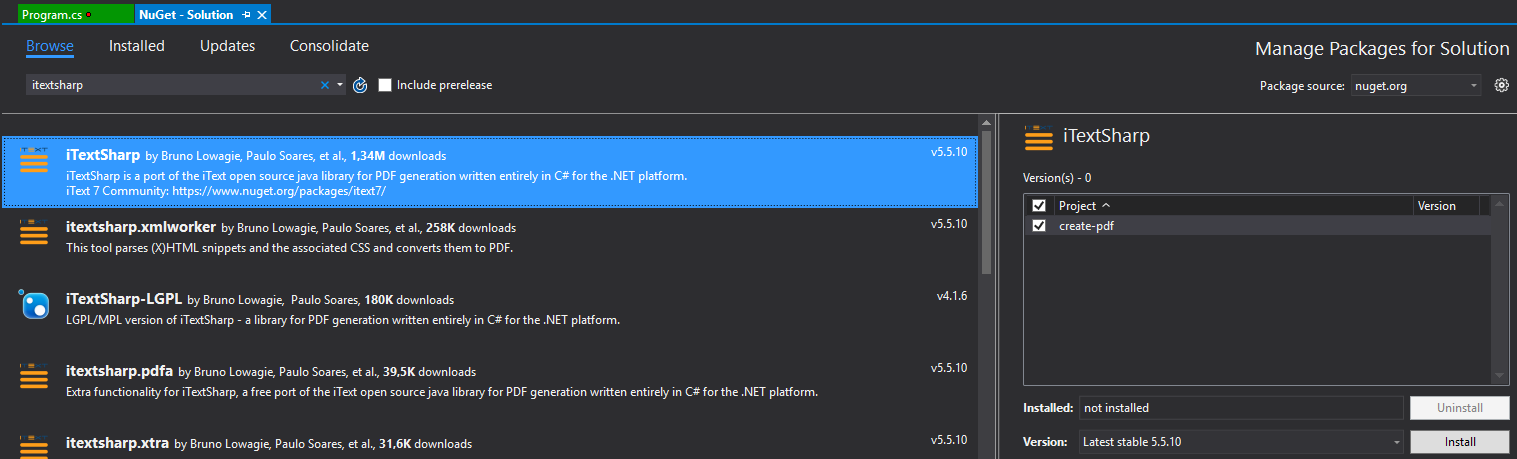 Program.cs
NuGet - Solution
Browse Installed Updates Consolidate
Manage Packages for Solution
itextsharp
Include prerelease
Package source: nuget.org
iTextSharp by Bruno Lowagie, Paulo Soares, et al., 1,34M downloads v5.5.10
iTextSharp is a port of the iText open source java library for PDF generation written entirely in C# for the .NET platform.
iText 7 Community: https://www.nuget.org/packages/itext7/
itextsharp.xmlworker by Bruno Lowagie, Paulo Soares, et al., 258K downloads v5.5.10
This tool parses (X)HTML snippets and the associated CSS and converts them to PDF.
iTextSharp-LGPL by Bruno Lowagie, Paulo Soares, 180K downloads v4.1.6
LGPL/MPL version of iTextSharp - a library for PDF generation written entirely in C# for the .NET platform.
itextsharp.pdfa by Bruno Lowagie, Paulo Soares, et al., 39,5K downloads v5.5.10
Extra functionality for iTextSharp, a free port of the iText open source java library for PDF generation written entirely in C# for the .NET platform.
itextsharp.xtra by Bruno Lowagie, Paulo Soares, et al., 31,6K downloads v5.5.10
iTextSharp
Version(s) - 0
Project Version
create-pdf
Installed: not installed Uninstall
Version: Latest stable 5.5.10 Install